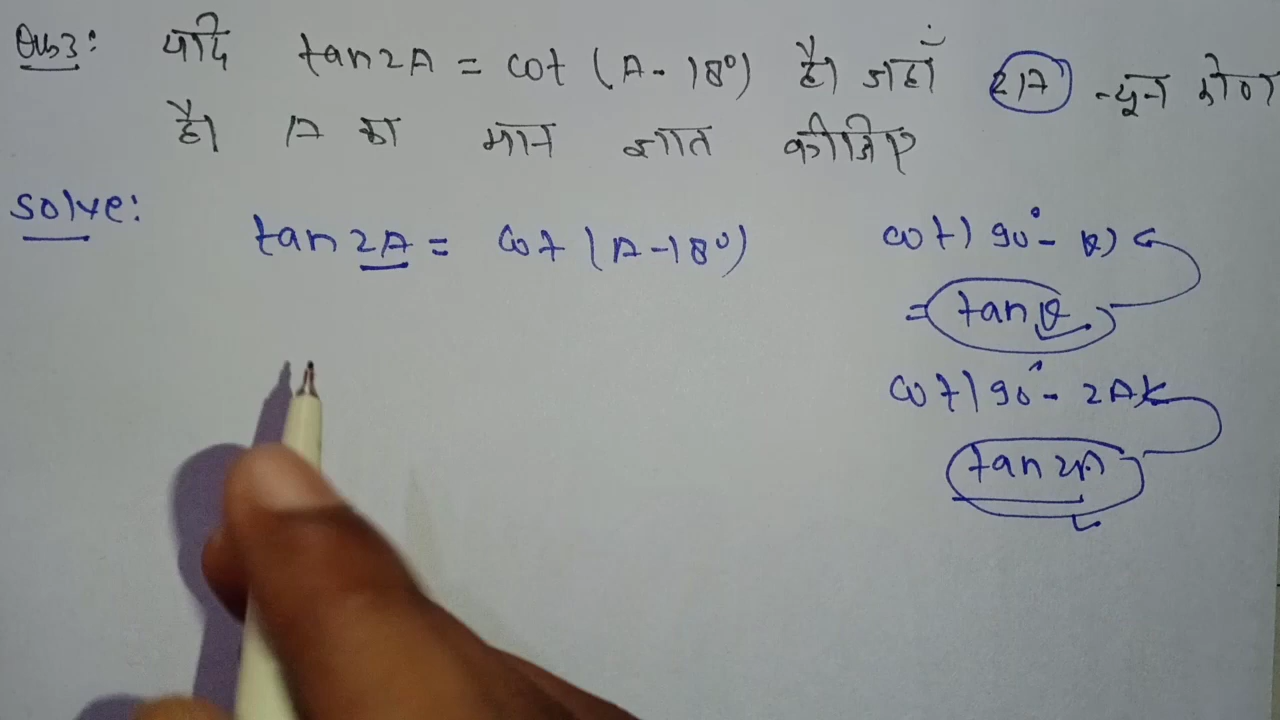 Ques3: यदि tan2A = cot (A - 18°) है। जहाँ 2A न्यून कोण
है। A का मान ज्ञात कीजिए
Solve: tan2A = cot (A-18°)
cot(90° - θ)
= tanθ
cot(90° - 2A
tan2A